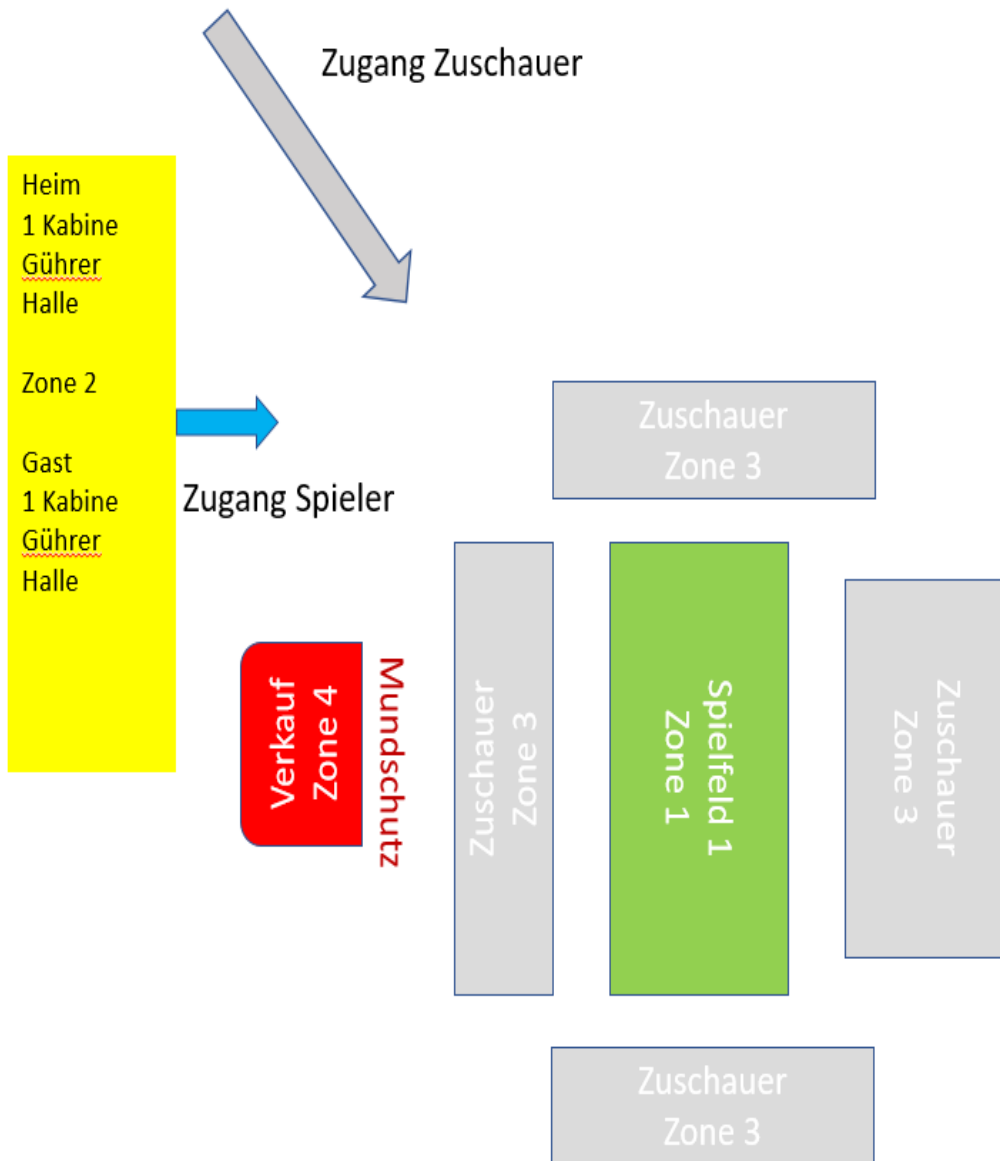 Zugang Zuschauer
Heim
1 Kabine
Gührer
Halle
Zone 2
Gast
1 Kabine
Gührer
Halle
Zugang Spieler
Zuschauer
Zone 3
Verkauf
Zone 4
Mundschutz
Zuschauer
Zone 3
Spielfeld 1
Zone 1
Zuschauer
Zone 3
Zuschauer
Zone 3